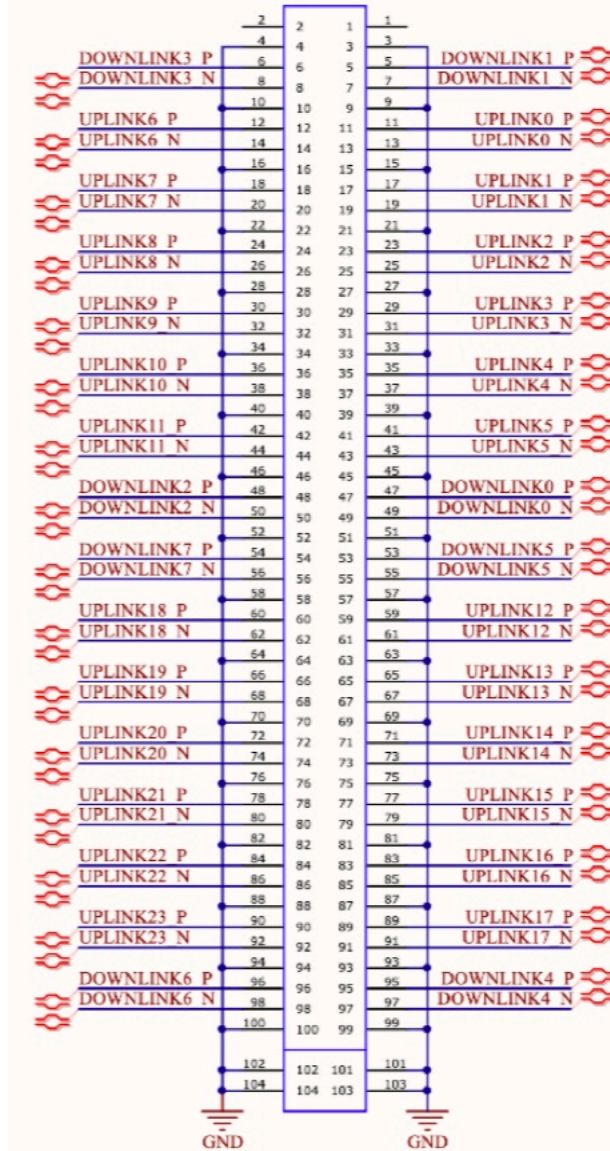 2 2 1 1
4 4 3 3
DOWNLINK3_P 6 6 5 5 DOWNLINK1_P
DOWNLINK3_N 8 8 7 7 DOWNLINK1_N
10 10 9 9
UPLINK6_P 12 12 11 11 UPLINK0_P
UPLINK6_N 14 14 13 13 UPLINK0_N
16 16 15 15
UPLINK7_P 18 18 17 17 UPLINK1_P
UPLINK7_N 20 20 19 19 UPLINK1_N
22 22 21 21
UPLINK8_P 24 24 23 23 UPLINK2_P
UPLINK8_N 26 26 25 25 UPLINK2_N
28 28 27 27
UPLINK9_P 30 30 29 29 UPLINK3_P
UPLINK9_N 32 32 31 31 UPLINK3_N
34 34 33 33
UPLINK10_P 36 36 35 35 UPLINK4_P
UPLINK10_N 38 38 37 37 UPLINK4_N
40 40 39 39
UPLINK11_P 42 42 41 41 UPLINK5_P
UPLINK11_N 44 44 43 43 UPLINK5_N
46 46 45 45
DOWNLINK2_P 48 48 47 47 DOWNLINK0_P
DOWNLINK2_N 50 50 49 49 DOWNLINK0_N
52 52 51 51
DOWNLINK7_P 54 54 53 53 DOWNLINK5_P
DOWNLINK7_N 56 56 55 55 DOWNLINK5_N
58 58 57 57
UPLINK18_P 60 60 59 59 UPLINK12_P
UPLINK18_N 62 62 61 61 UPLINK12_N
64 64 63 63
UPLINK19_P 66 66 65 65 UPLINK13_P
UPLINK19_N 68 68 67 67 UPLINK13_N
70 70 69 69
UPLINK20_P 72 72 71 71 UPLINK14_P
UPLINK20_N 74 74 73 73 UPLINK14_N
76 76 75 75
UPLINK21_P 78 78 77 77 UPLINK15_P
UPLINK21_N 80 80 79 79 UPLINK15_N
82 82 81 81
UPLINK22_P 84 84 83 83 UPLINK16_P
UPLINK22_N 86 86 85 85 UPLINK16_N
88 88 87 87
UPLINK23_P 90 90 89 89 UPLINK17_P
UPLINK23_N 92 92 91 91 UPLINK17_N
94 94 93 93
DOWNLINK6_P 96 96 95 95 DOWNLINK4_P
DOWNLINK6_N 98 98 97 97 DOWNLINK4_N
100 100 99 99
102 102 101 101
104 104 103 103
GND GND